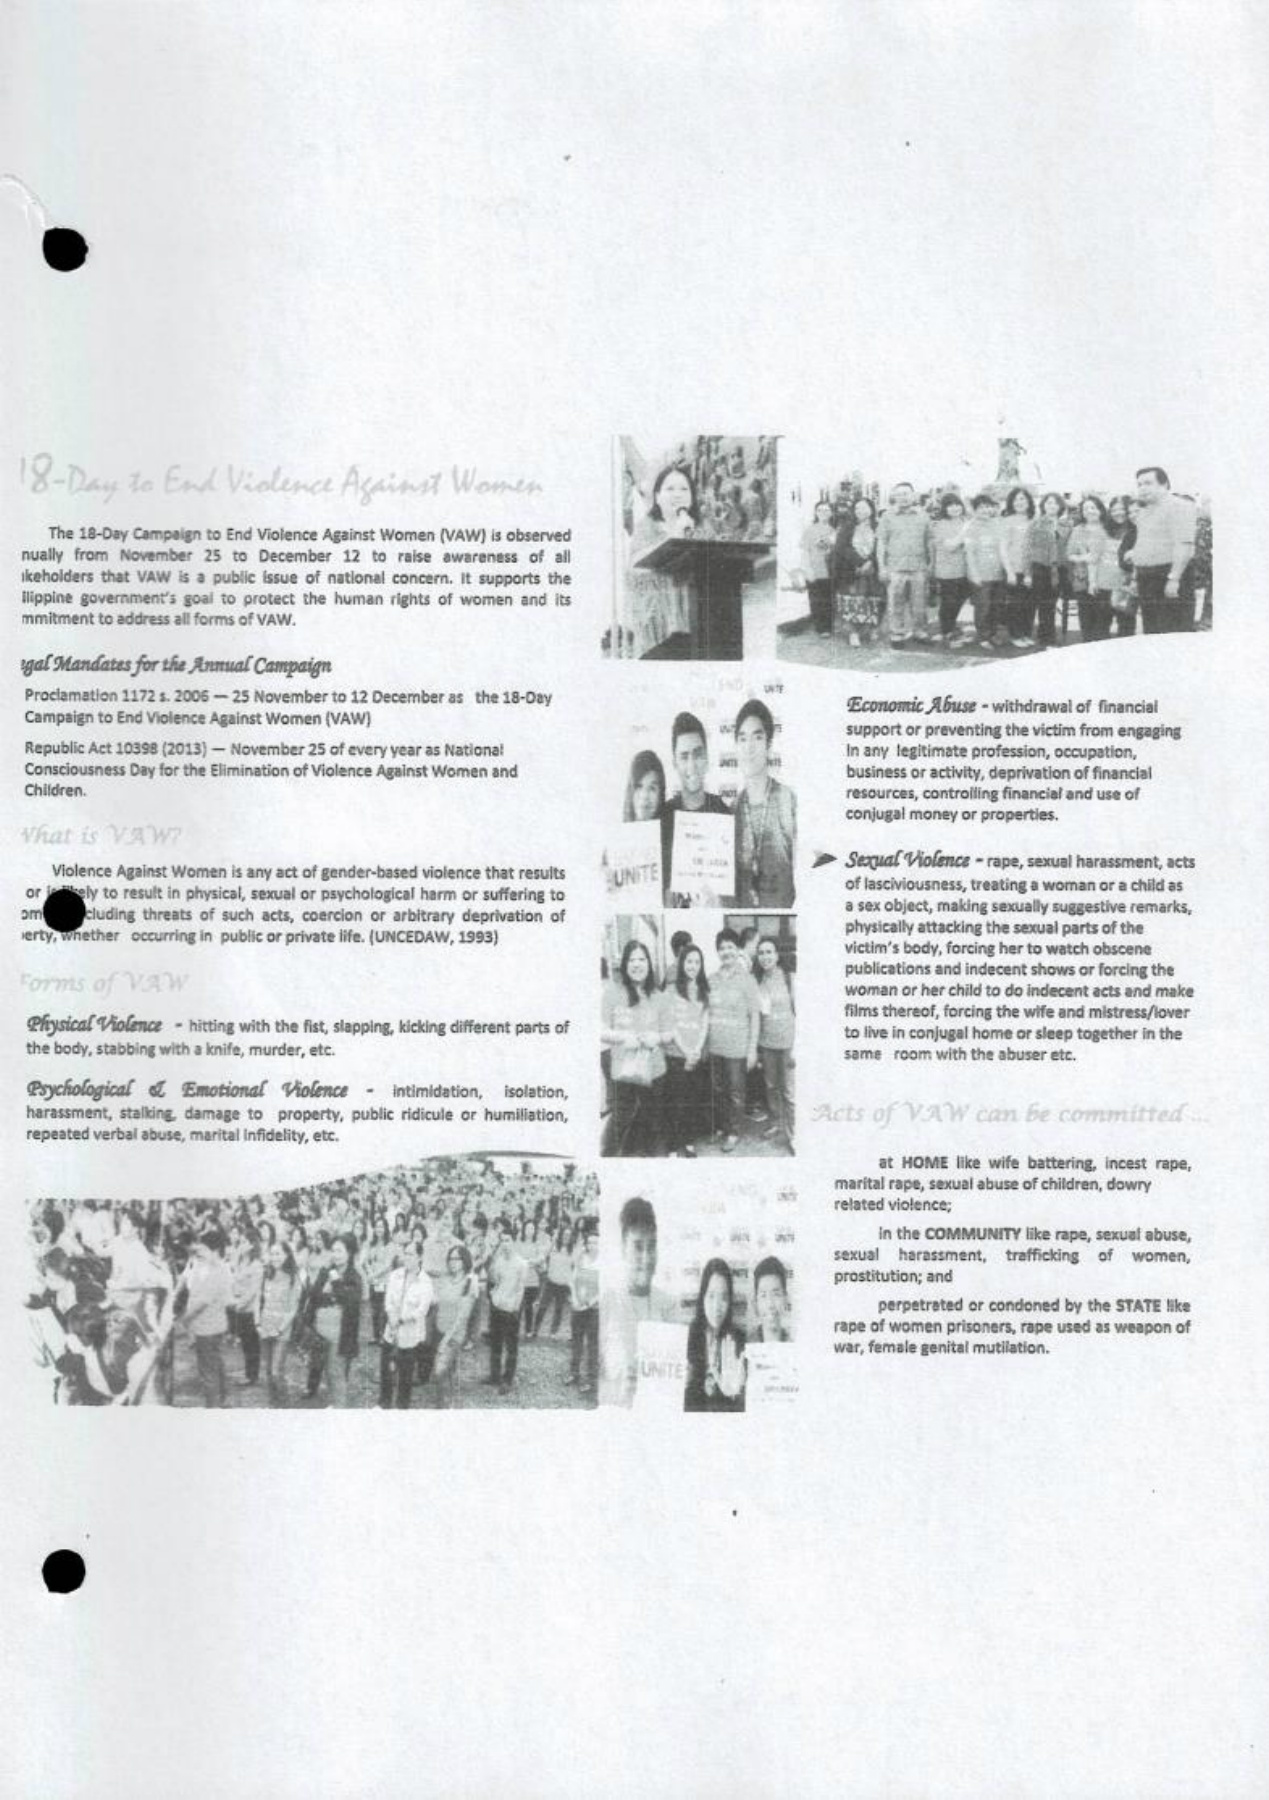 18-Day to End Violence Against Women
The 18-Day Campaign to End Violence Against Women (VAW) is observed
nually from November 25 to December 12 to raise awareness of all
keholders that VAW is a public issue of national concern. It supports the
ilippine government's goal to protect the human rights of women and its
mmitment to address all forms of VAW.
gal Mandates for the Annual Campaign
Proclamation 1172 s. 2006 — 25 November to 12 December as the 18-Day
Campaign to End Violence Against Women (VAW)
Republic Act 10398 (2013) — November 25 of every year as National
Consciousness Day for the Elimination of Violence Against Women and
Children.
What is VAW?
Violence Against Women is any act of gender-based violence that results
or is likely to result in physical, sexual or psychological harm or suffering to
om cluding threats of such acts, coercion or arbitrary deprivation of
erty, whether occurring in public or private life. (UNCEDAW, 1993)
Forms of VAW
Physical Violence - hitting with the fist, slapping, kicking different parts of
the body, stabbing with a knife, murder, etc.
Psychological & Emotional Violence - intimidation, isolation,
harassment, stalking, damage to property, public ridicule or humiliation,
repeated verbal abuse, marital infidelity, etc.
UNITE
UNITE
UNITE
Economic Abuse - withdrawal of financial
support or preventing the victim from engaging
in any legitimate profession, occupation,
business or activity, deprivation of financial
resources, controlling financial and use of
conjugal money or properties.
Sexual Violence - rape, sexual harassment, acts
of lasciviousness, treating a woman or a child as
a sex object, making sexually suggestive remarks,
physically attacking the sexual parts of the
victim's body, forcing her to watch obscene
publications and indecent shows or forcing the
woman or her child to do indecent acts and make
films thereof, forcing the wife and mistress/lover
to live in conjugal home or sleep together in the
same room with the abuser etc.
Acts of VAW can be committed ...
at HOME like wife battering, incest rape,
marital rape, sexual abuse of children, dowry
related violence;
in the COMMUNITY like rape, sexual abuse,
sexual harassment, trafficking of women,
prostitution; and
perpetrated or condoned by the STATE like
rape of women prisoners, rape used as weapon of
war, female genital mutilation.